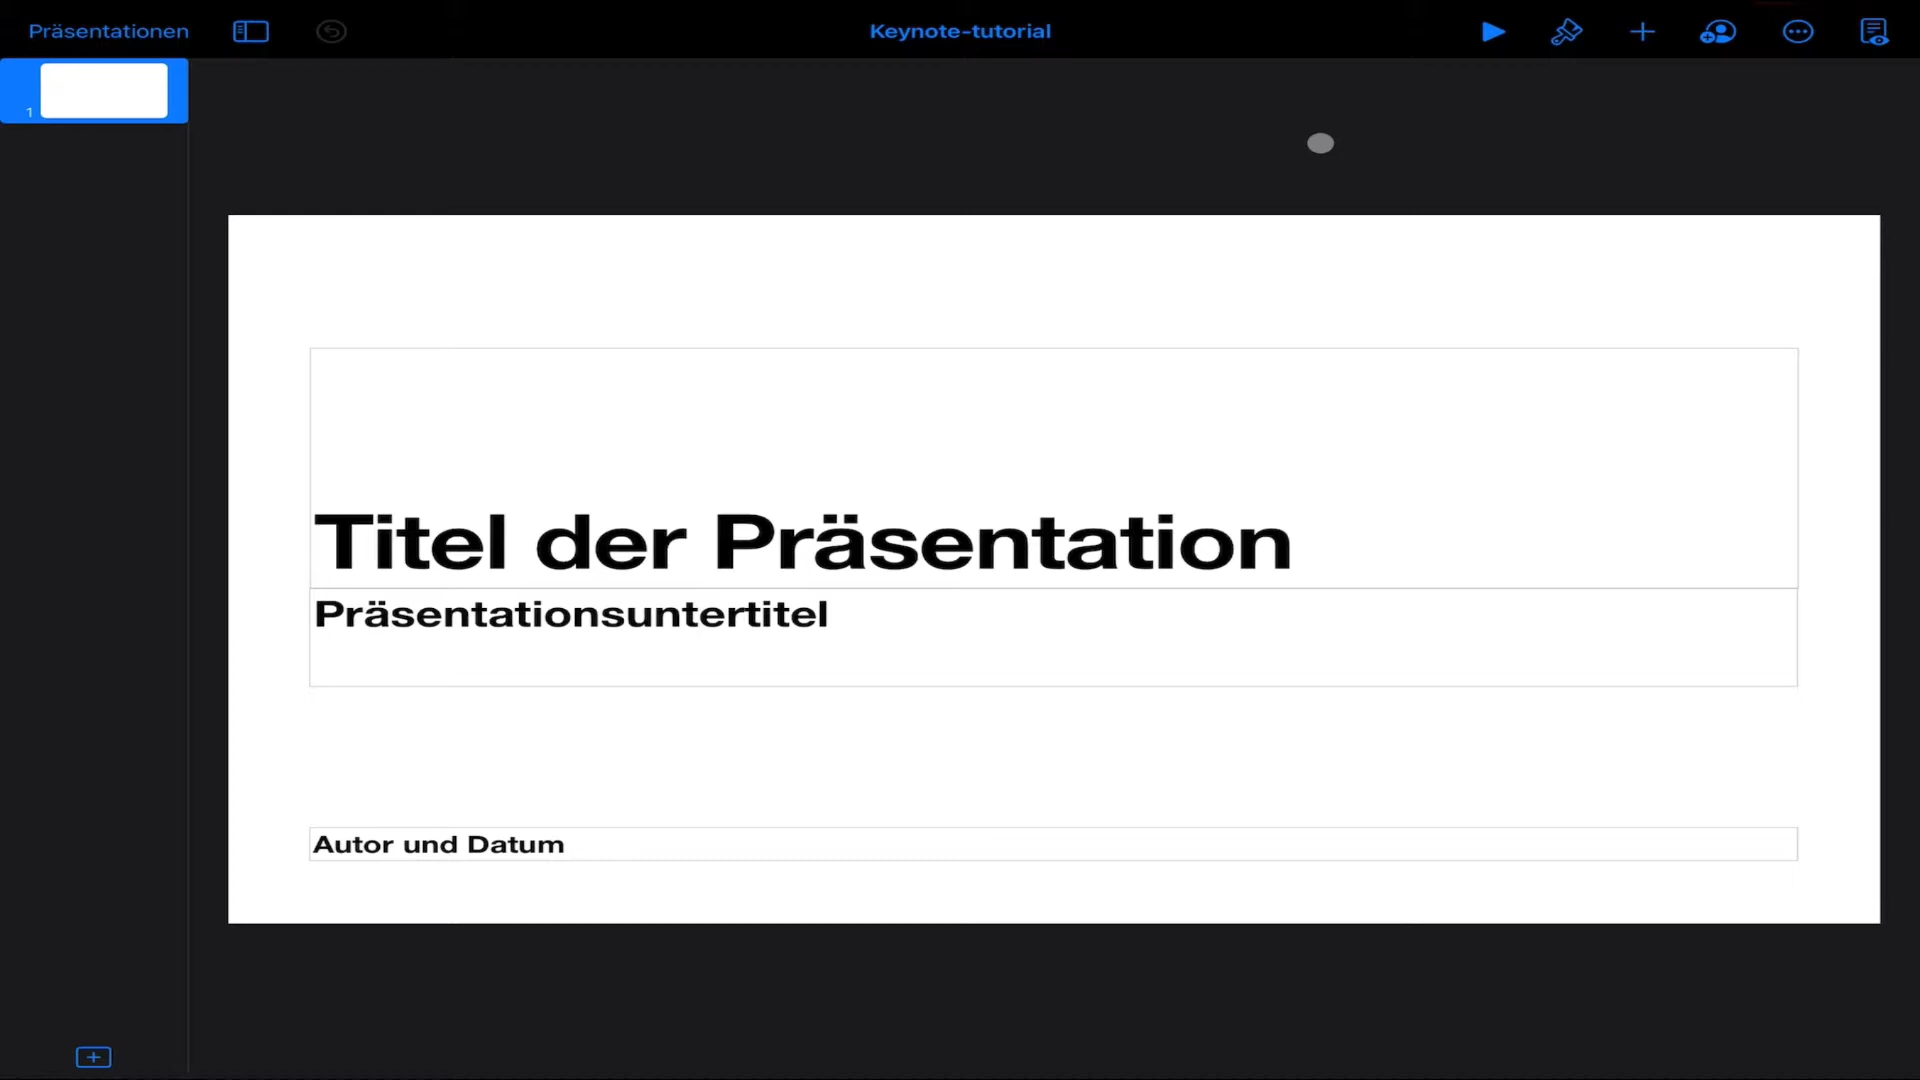 Präsentationen
Keynote-tutorial
1
Titel der Präsentation
Präsentationsuntertitel
Autor und Datum